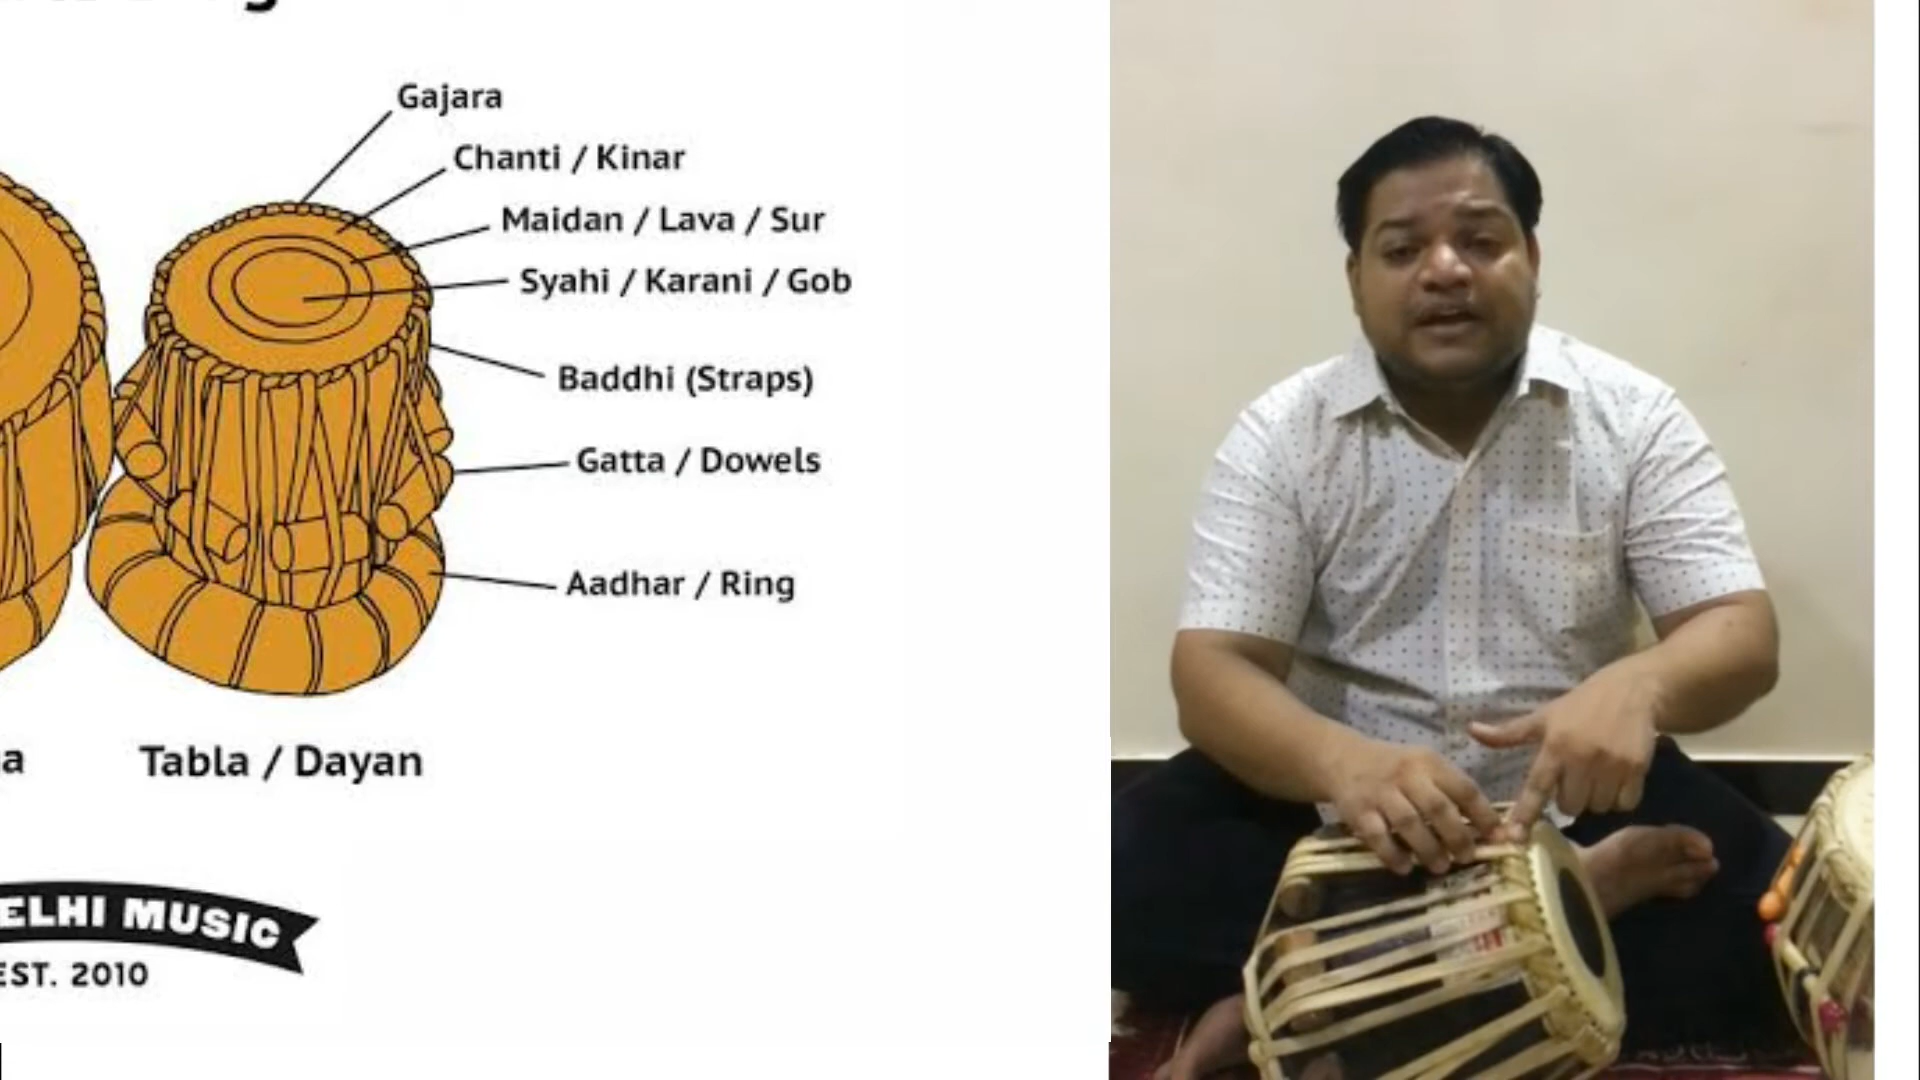 Gajara
Chanti / Kinar
Maidan / Lava / Sur
Syahi / Karani / Gob
Baddhi (Straps)
Gatta / Dowels
Aadhar / Ring
a
Tabla / Dayan
ELHI MUSIC
EST. 2010